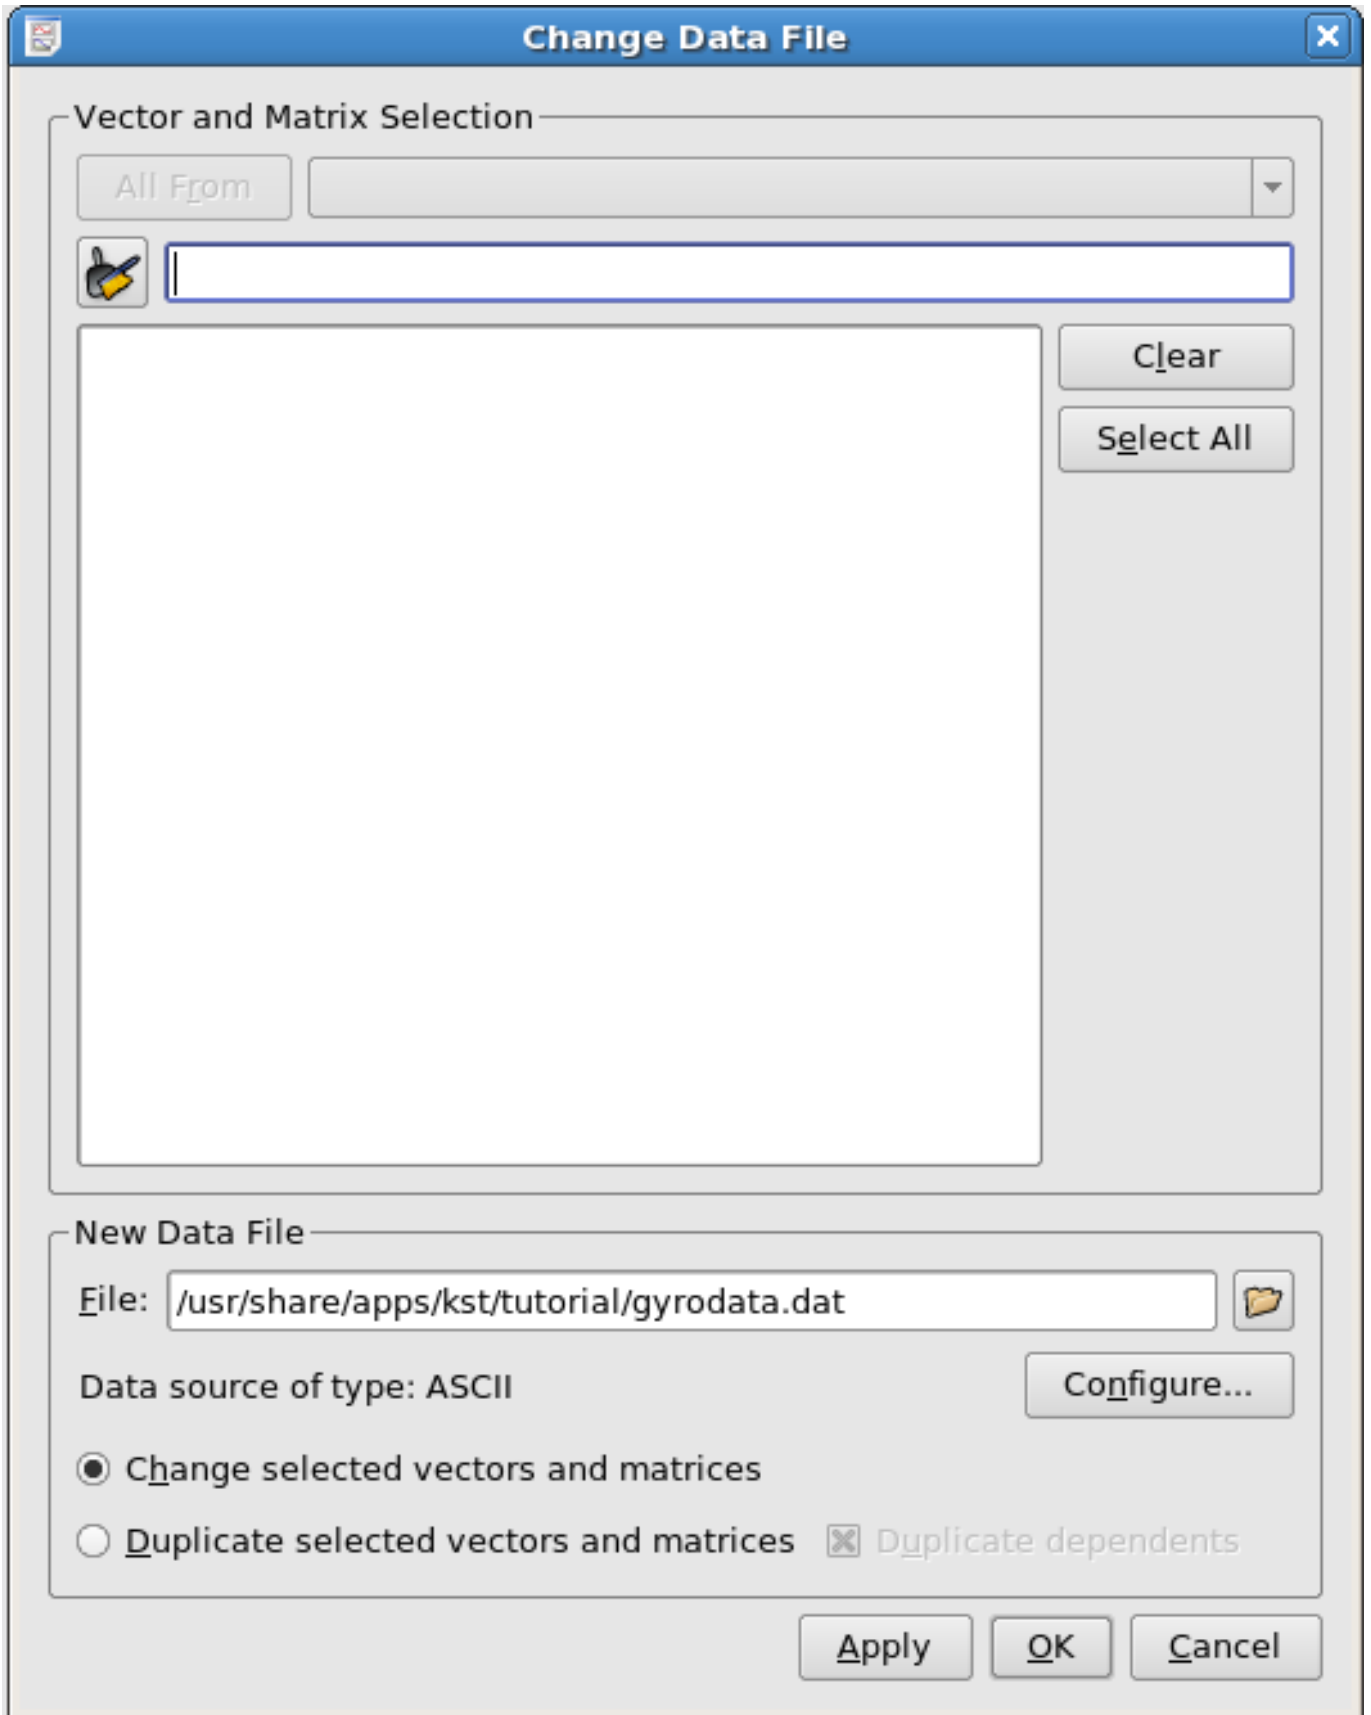 Change Data File
Vector and Matrix Selection
All From
Clear
Select All
New Data File
File: /usr/share/apps/kst/tutorial/gyrodata.dat
Data source of type: ASCII Configure...
Change selected vectors and matrices
Duplicate selected vectors and matrices Duplicate dependents
Apply OK Cancel